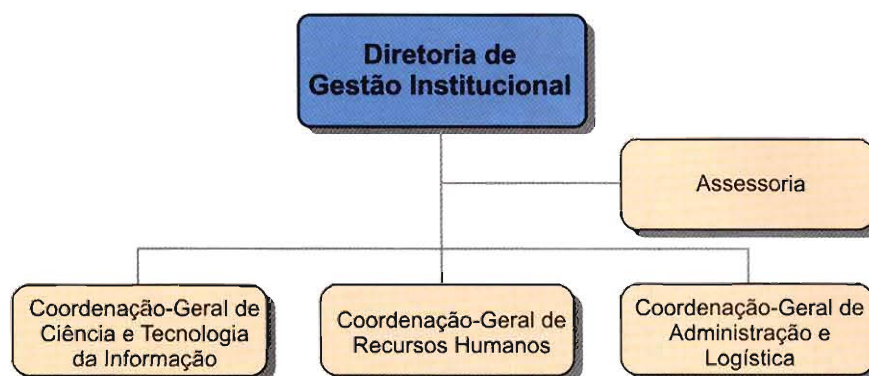 Diretoria de
Gestão Institucional
Assessoria
Coordenação-Geral de
Ciência e Tecnologia
da Informação
Coordenação-Geral de
Recursos Humanos
Coordenação-Geral de
Administração e
Logística